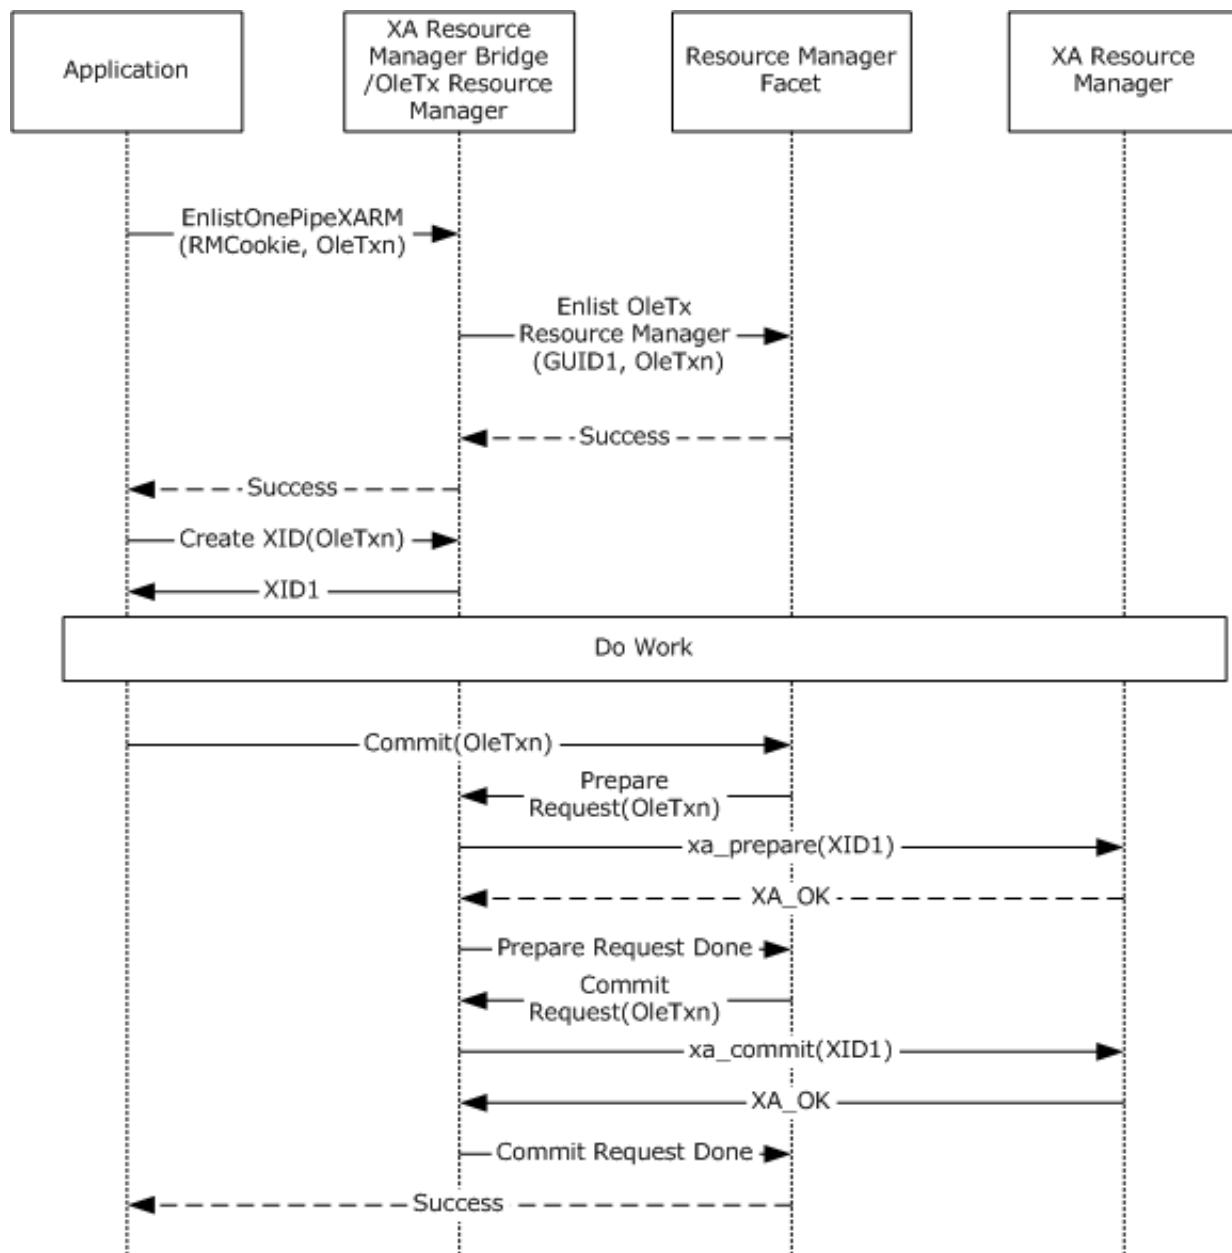 Application
XA Resource
Manager Bridge
/OleTx Resource
Manager
Resource Manager
Facet
XA Resource
Manager
EnlistOnePipeXARM
(RMCookie, OleTxn)
Enlist OleTx
Resource Manager
(GUID1, OleTxn)
Success
Success
Create XID(OleTxn)
XID1
Do Work
Commit(OleTxn)
Prepare
Request(OleTxn)
xa_prepare(XID1)
XA_OK
Prepare Request Done
Commit
Request(OleTxn)
xa_commit(XID1)
XA_OK
Commit Request Done
Success